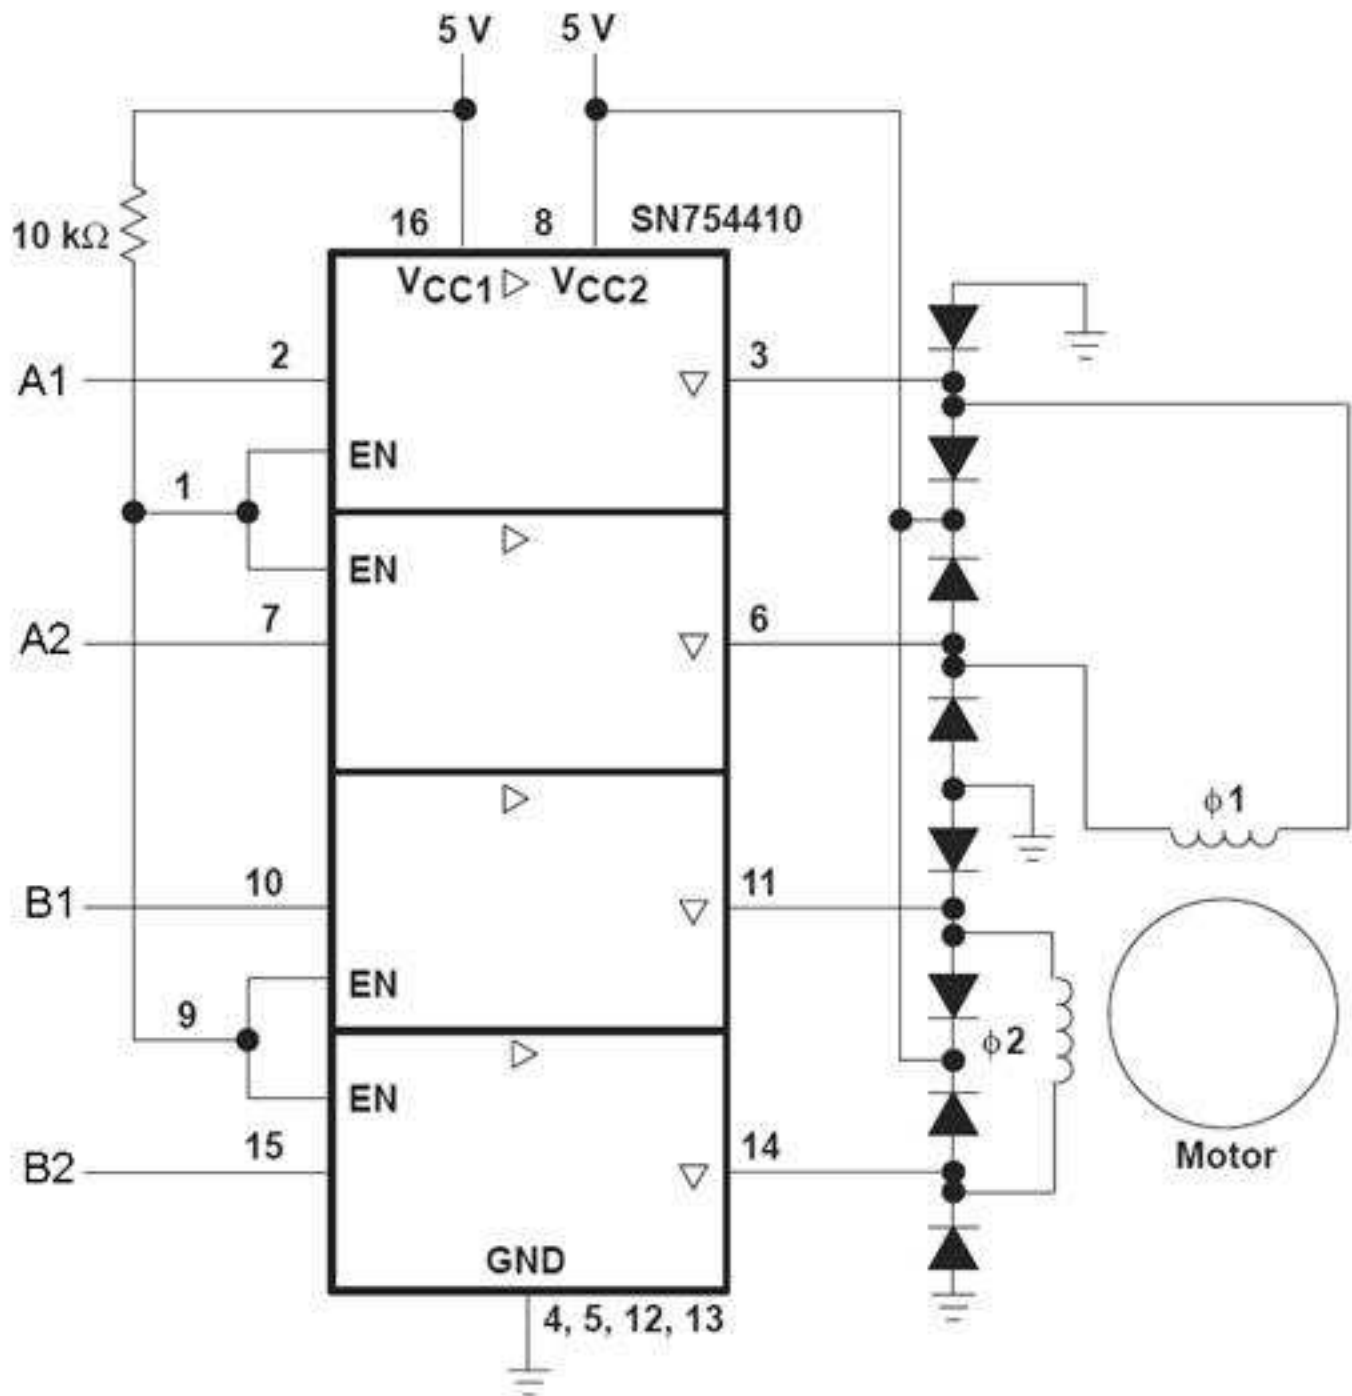 5 V 5 V
16 8 SN754410
10 kΩ
VCC1 VCC2
A1 2 3
EN
1
EN
A2 7 6
ϕ1
B1 10 11
EN
9
ϕ2
EN
B2 15 14
Motor
GND
4, 5, 12, 13